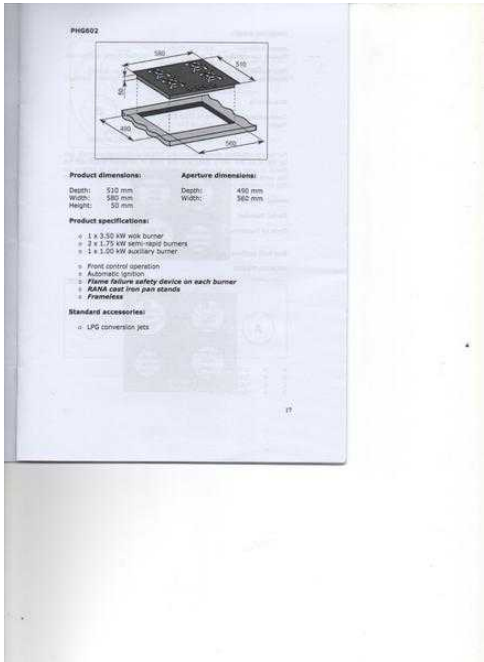 PHG602
580
510
50
490
560
Product dimensions: Aperture dimensions:
Depth: 510 mm Depth: 490 mm
Width: 580 mm Width: 560 mm
Height: 50 mm
Product specifications:
o 1 x 3.50 kW wok burner
o 2 x 1.75 kW semi-rapid burners
o 1 x 1.00 kW auxiliary burner
o Front control operation
o Automatic ignition
o Flame failure safety device on each burner
o RANA cast iron pan stands
o Frameless
Standard accessories:
o LPG conversion jets
17